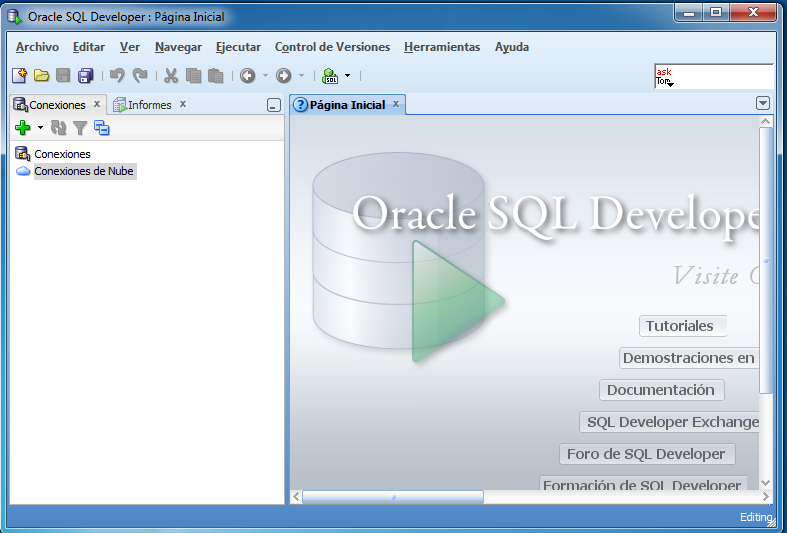 Oracle SQL Developer : Página Inicial
Archivo Editar Ver Navegar Ejecutar Control de Versiones Herramientas Ayuda
SQL
ask
Tom
Conexiones x Informes x
Página Inicial x
Conexiones
Conexiones de Nube
Oracle SQL Develope
Visite
Tutoriales
Demostraciones en
Documentación
SQL Developer Exchange
Foro de SQL Developer
Formación de SQL Developer
Editing